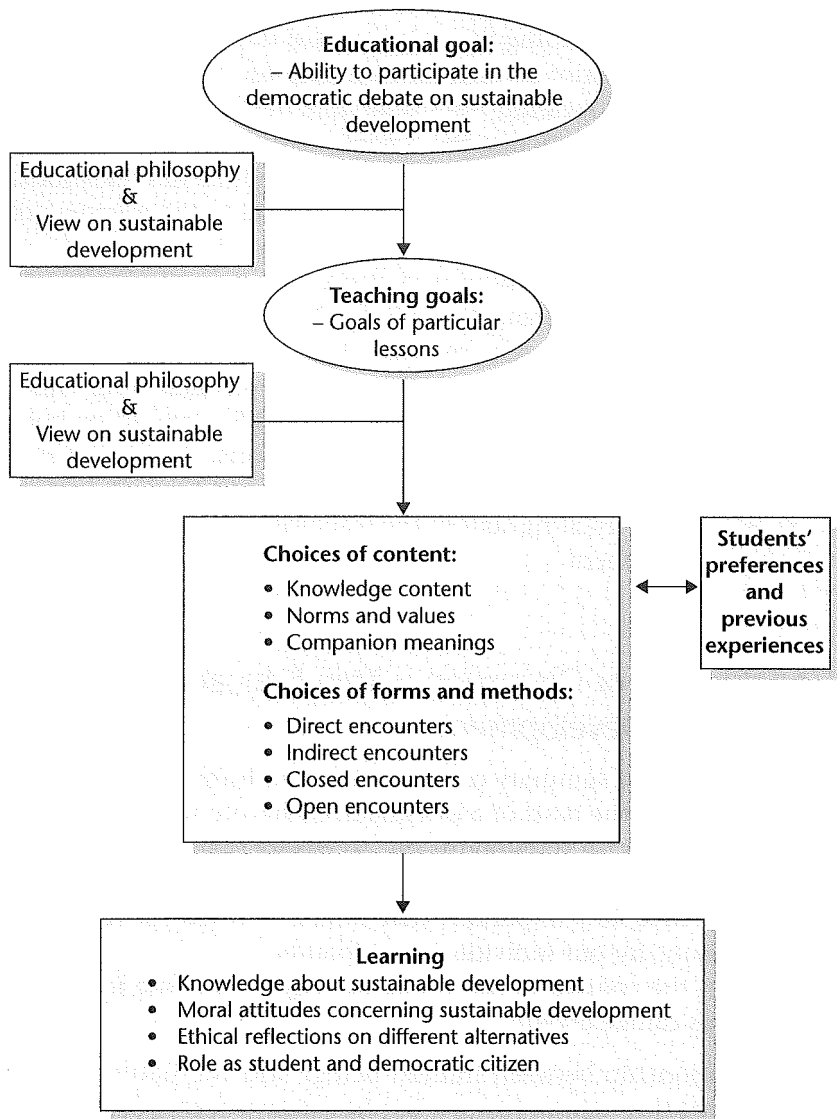 Educational goal:
– Ability to participate in the
democratic debate on sustainable
development
Educational philosophy
&
View on sustainable
development
Teaching goals:
– Goals of particular
lessons
Educational philosophy
&
View on sustainable
development
Choices of content:
• Knowledge content
• Norms and values
• Companion meanings
Choices of forms and methods:
• Direct encounters
• Indirect encounters
• Closed encounters
• Open encounters
Students'
preferences
and
previous
experiences
Learning
• Knowledge about sustainable development
• Moral attitudes concerning sustainable development
• Ethical reflections on different alternatives
• Role as student and democratic citizen